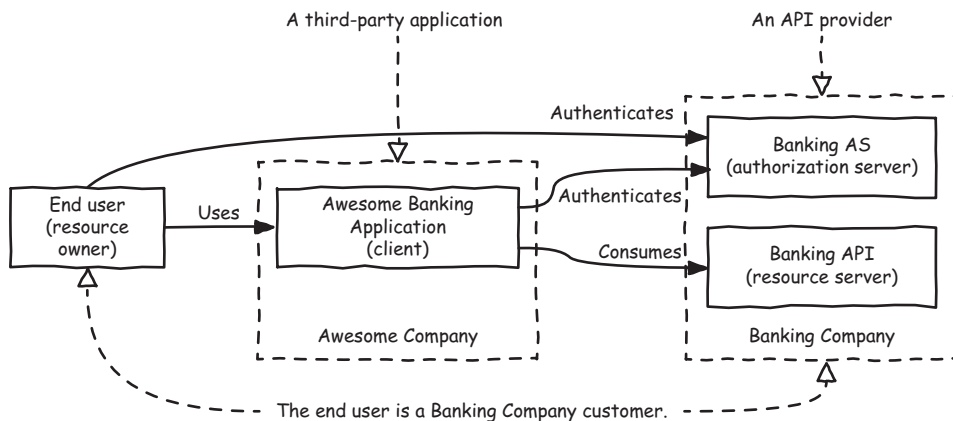 A third-party application
An API provider
Authenticates
Banking AS
(authorization server)
End user
(resource
owner)
Uses
Awesome Banking
Application
(client)
Authenticates
Consumes
Banking API
(resource server)
Awesome Company
Banking Company
The end user is a Banking Company customer.